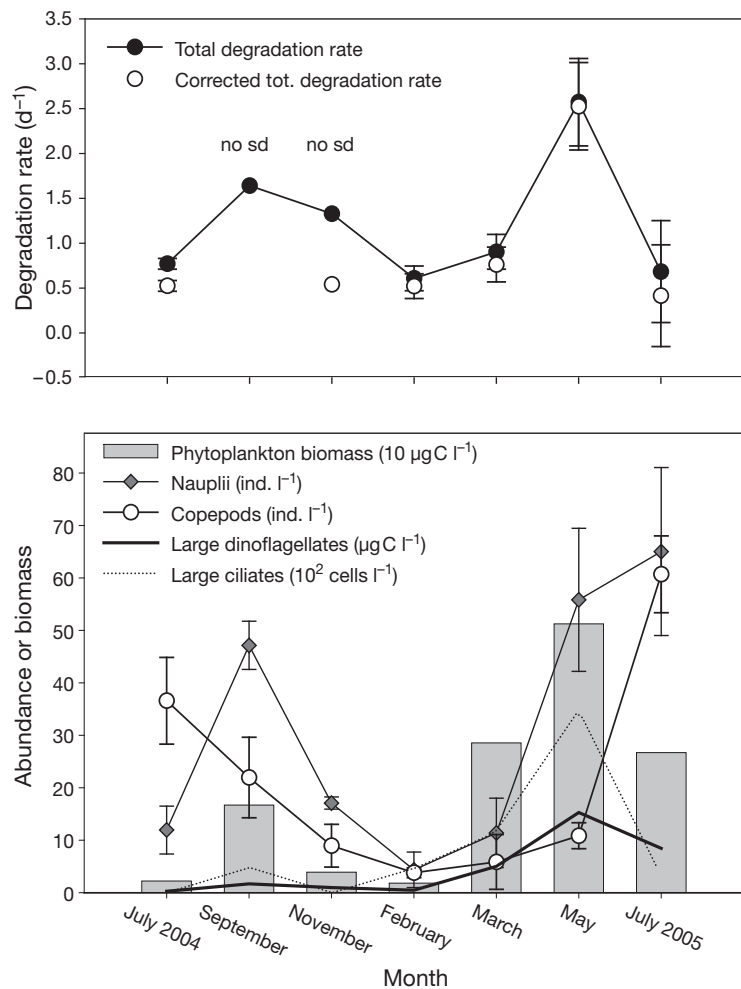 3.5
3.0
2.5
2.0
1.5
1.0
0.5
0.0
−0.5
Degradation rate (d⁻¹)
Total degradation rate
Corrected tot. degradation rate
no sd
no sd
80
70
60
50
40
30
20
10
0
Abundance or biomass
Phytoplankton biomass (10 µgC l⁻¹)
Nauplii (ind. l⁻¹)
Copepods (ind. l⁻¹)
Large dinoflagellates (µgC l⁻¹)
Large ciliates (10² cells l⁻¹)
July 2004
September
November
February
March
May
July 2005
Month